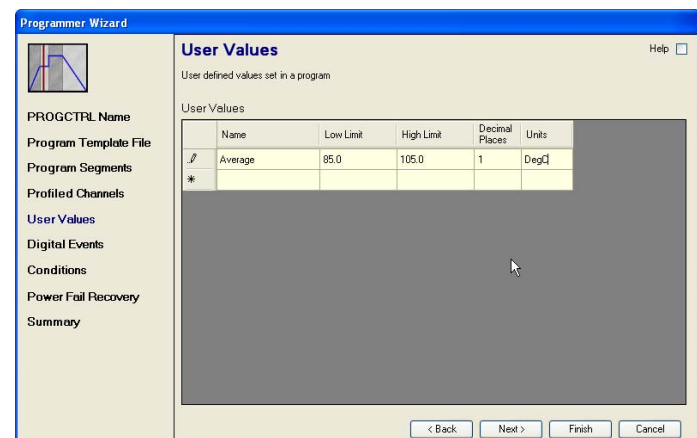 Programmer Wizard
User Values
Help
User defined values set in a program
PROGCTRL Name
Program Template File
Program Segments
Profiled Channels
User Values
Digital Events
Conditions
Power Fail Recovery
Summary
User Values
Name Low Limit High Limit Decimal Places Units
Average 85.0 105.0 1 DegC
*
< Back Next > Finish Cancel